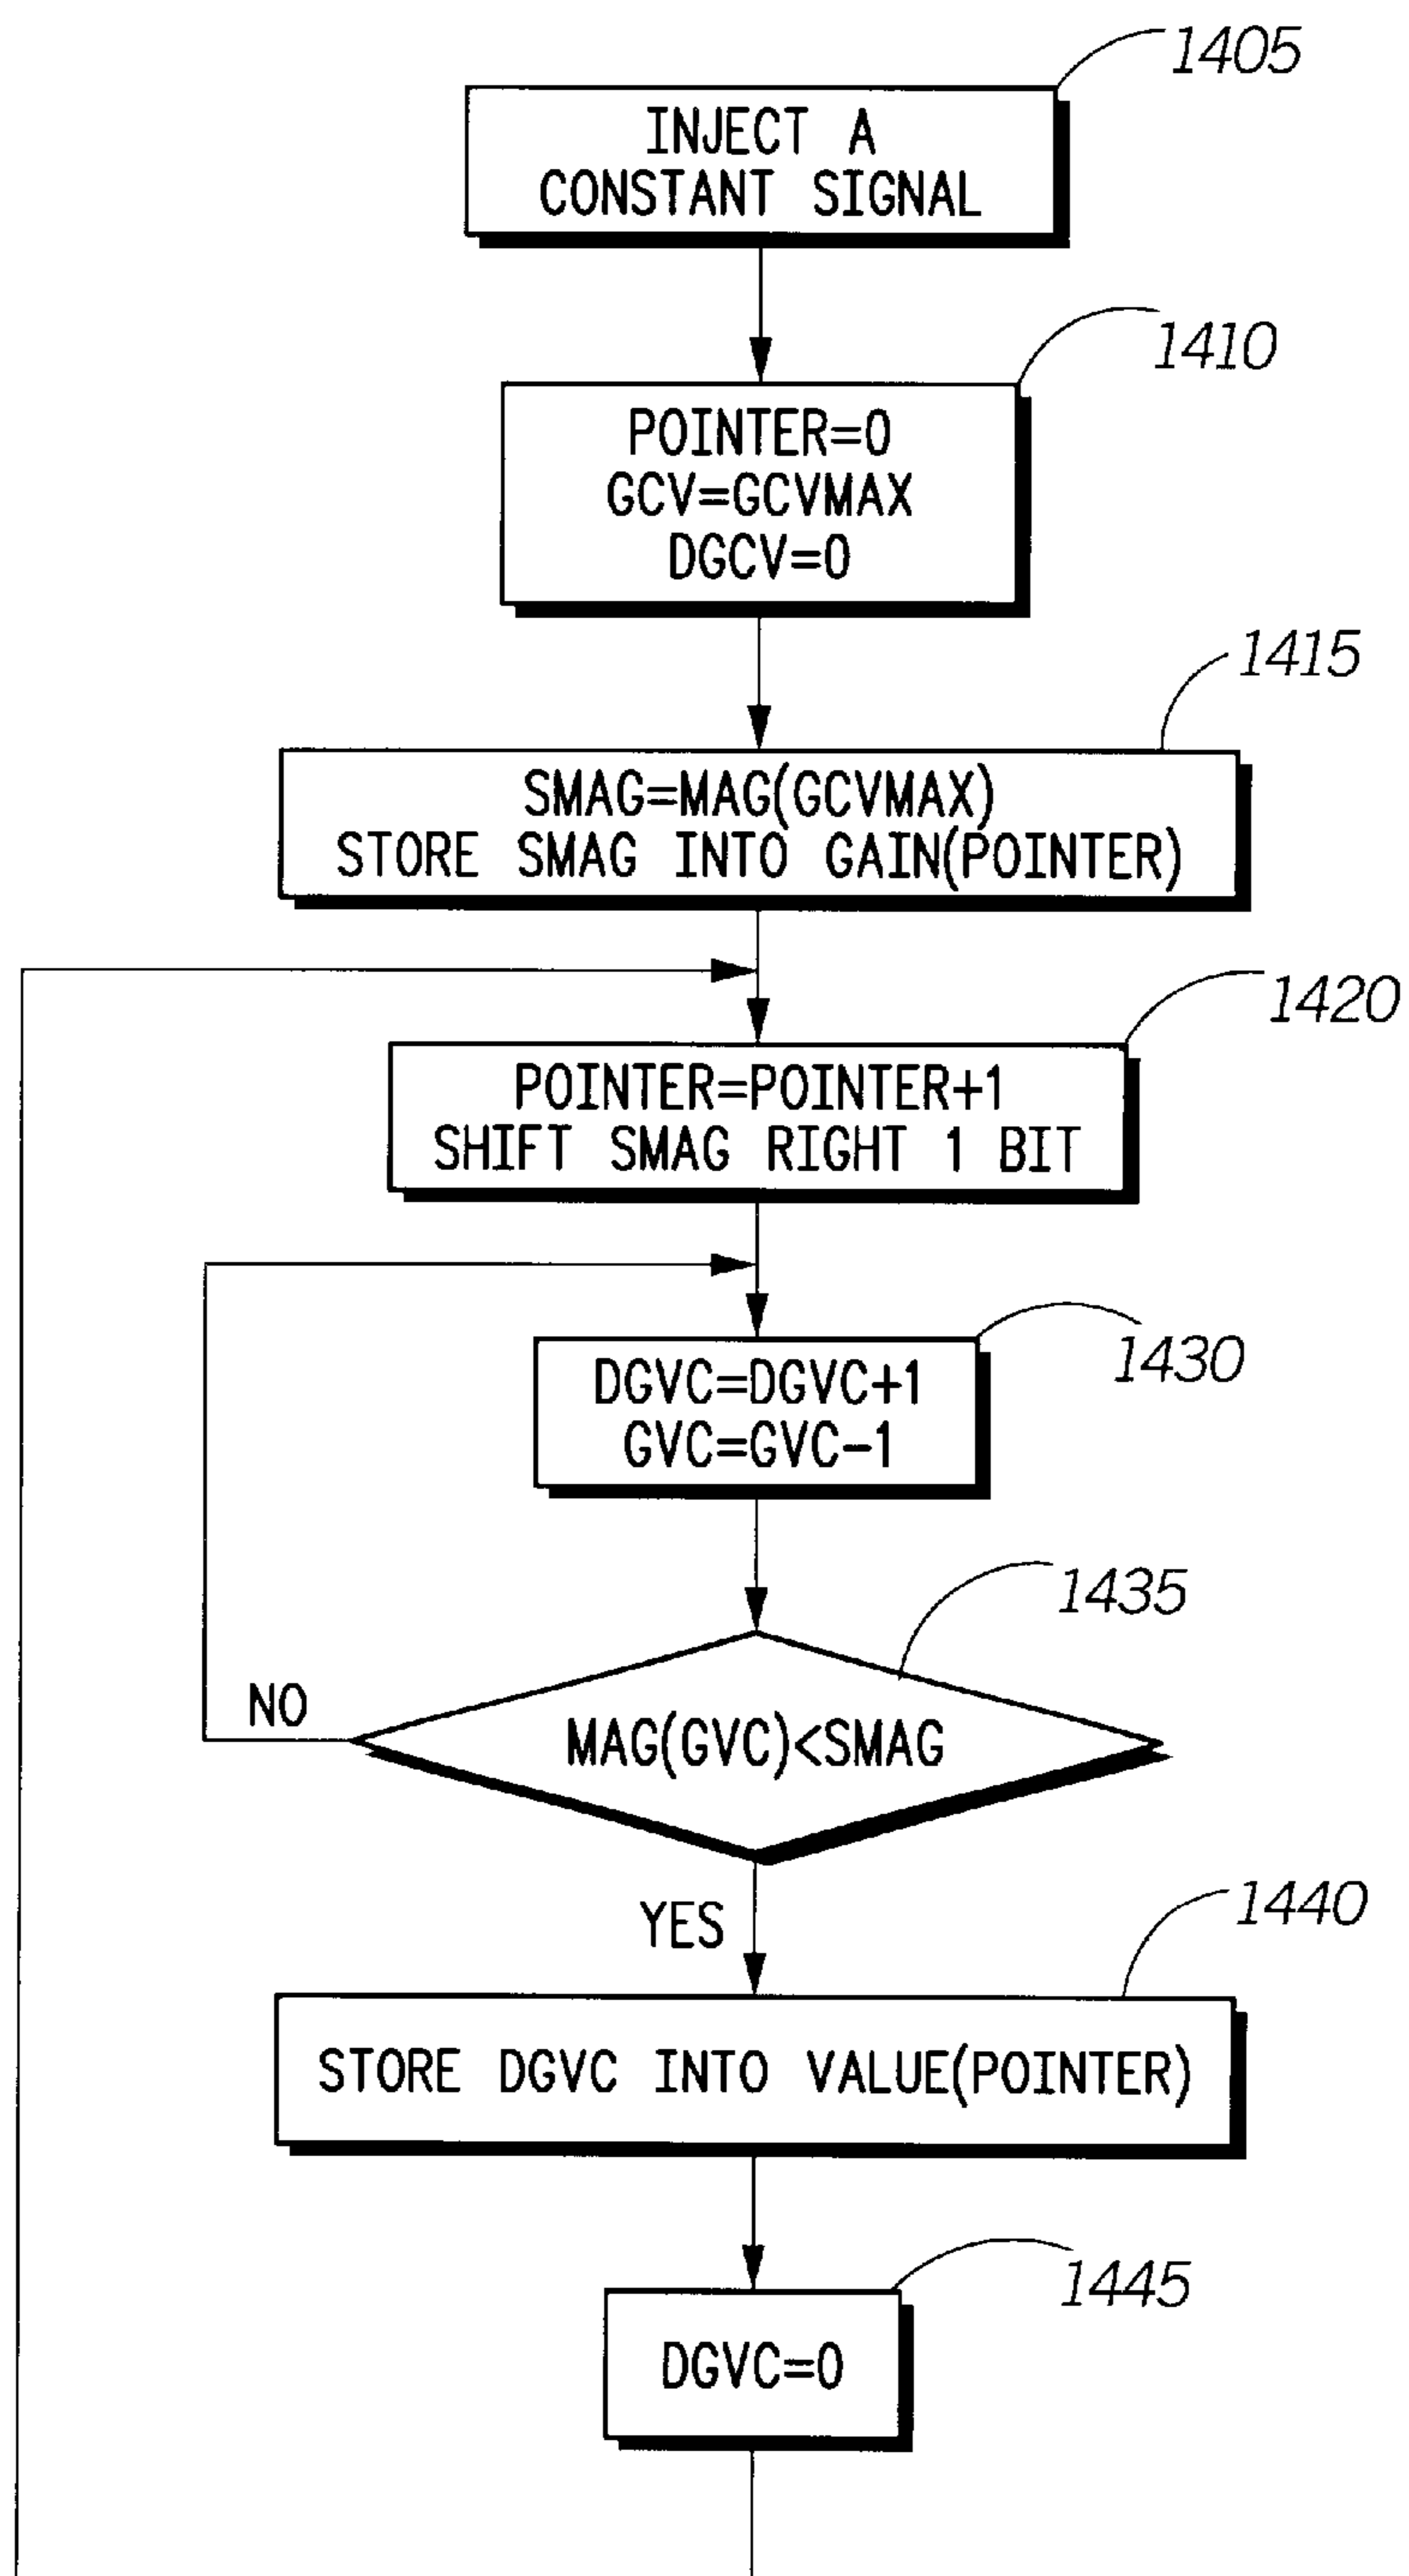 1405
INJECT A
CONSTANT SIGNAL
1410
POINTER=0
GCV=GCVMAX
DGCV=0
1415
SMAG=MAG(GCVMAX)
STORE SMAG INTO GAIN(POINTER)
1420
POINTER=POINTER+1
SHIFT SMAG RIGHT 1 BIT
1430
DGVC=DGVC+1
GVC=GVC-1
1435
NO
MAG(GVC)<SMAG
YES
1440
STORE DGVC INTO VALUE(POINTER)
1445
DGVC=0